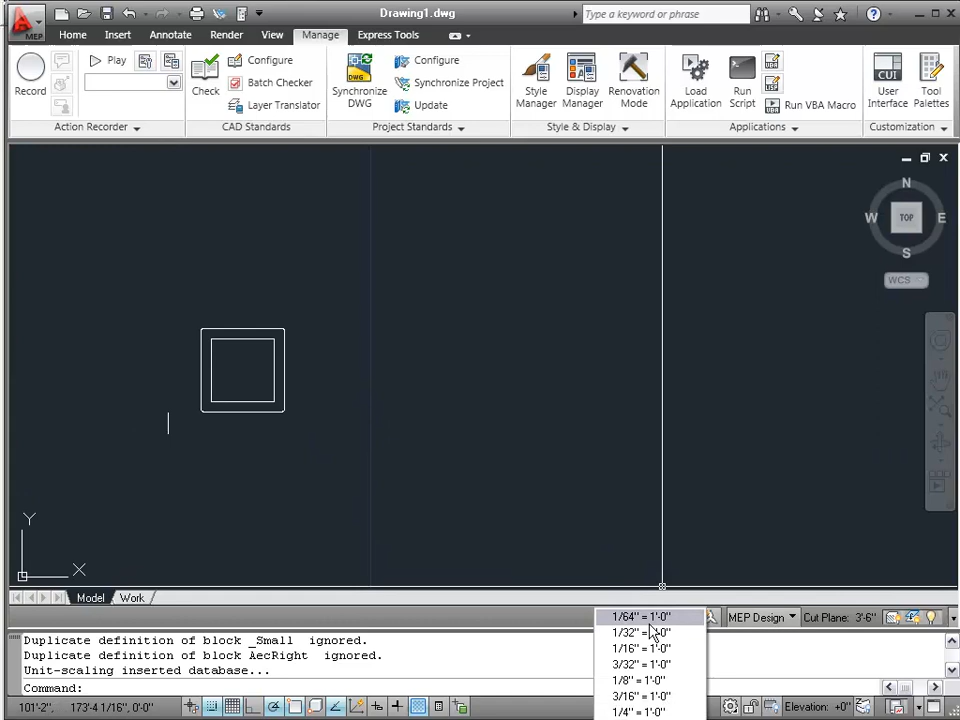 Drawing1.dwg
Type a keyword or phrase
MEP
Home Insert Annotate Render View Manage Express Tools
Record
Play
Action Recorder
Check
Configure
Batch Checker
Layer Translator
CAD Standards
Synchronize DWG
Configure
Synchronize Project
Update
Project Standards
Style Manager
Display Manager
Renovation Mode
Style & Display
Load Application
Run Script
Run VBA Macro
Applications
CUI
User Interface
Tool Palettes
Customization
N
W TOP E
S
WCS
Y
X
Model Work
1/64" = 1'-0"
1/32" = 1'-0"
1/16" = 1'-0"
3/32" = 1'-0"
1/8" = 1'-0"
3/16" = 1'-0"
1/4" = 1'-0"
MEP Design Cut Plane: 3'-6"
Duplicate definition of block _Small ignored.
Duplicate definition of block AecRight ignored.
Unit-scaling inserted database...
Command:
101'-2", 173'-4 1/16", 0'-0"
Elevation: +0"